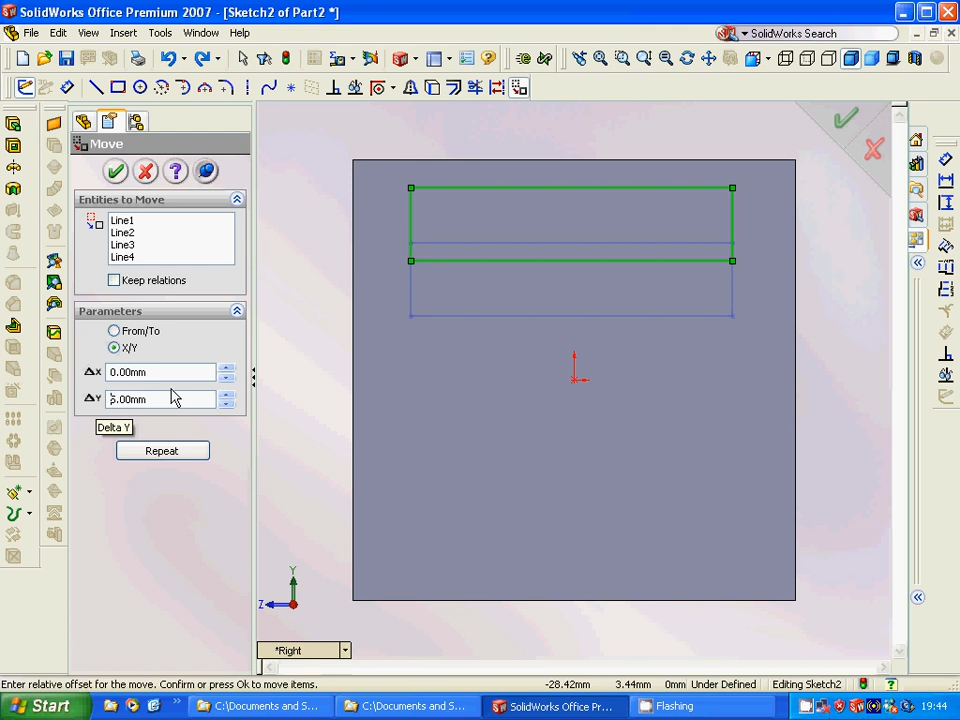 SolidWorks Office Premium 2007 - [Sketch2 of Part2 *]
File Edit View Insert Tools Window Help
SolidWorks Search
Move
Entities to Move
Line1
Line2
Line3
Line4
Keep relations
Parameters
From/To
X/Y
ΔX 0.00mm
ΔY 5.00mm
Delta Y
Repeat
Y
Z
*Right
Enter relative offset for the move. Confirm or press Ok to move items.
-28.42mm 3.44mm 0mm Under Defined Editing Sketch2
Start
C:\Documents and S...
C:\Documents and S...
SolidWorks Office Pr...
Flashing
19:44